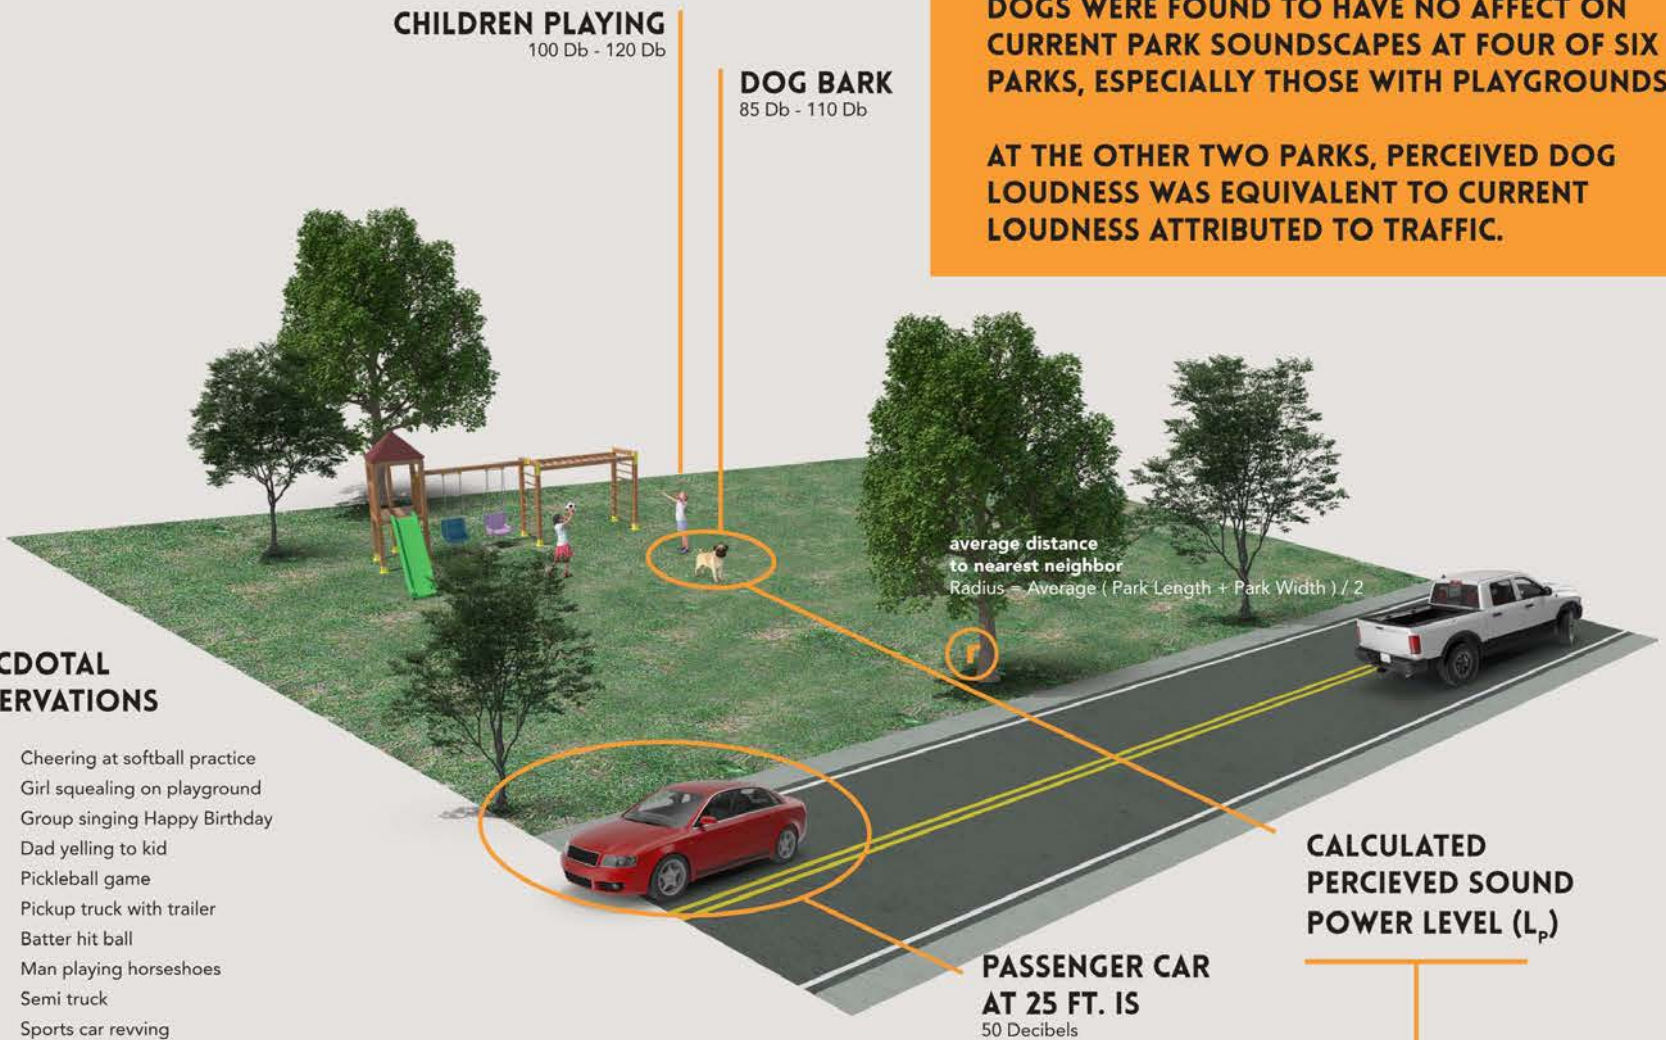 CHILDREN PLAYING
100 Db - 120 Db
DOG BARK
85 Db - 110 Db
DOGS WERE FOUND TO HAVE NO AFFECT ON
CURRENT PARK SOUNDSCAPES AT FOUR OF SIX
PARKS, ESPECIALLY THOSE WITH PLAYGROUNDS
AT THE OTHER TWO PARKS, PERCEIVED DOG
LOUDNESS WAS EQUIVALENT TO CURRENT
LOUDNESS ATTRIBUTED TO TRAFFIC.
average distance
to nearest neighbor
Radius = Average ( Park Length + Park Width ) / 2
r
CDOTAL
ERVATIONS
Cheering at softball practice
Girl squealing on playground
Group singing Happy Birthday
Dad yelling to kid
Pickleball game
Pickup truck with trailer
Batter hit ball
Man playing horseshoes
Semi truck
Sports car revving
PASSENGER CAR
AT 25 FT. IS
50 Decibels
CALCULATED
PERCIEVED SOUND
POWER LEVEL (Lp)